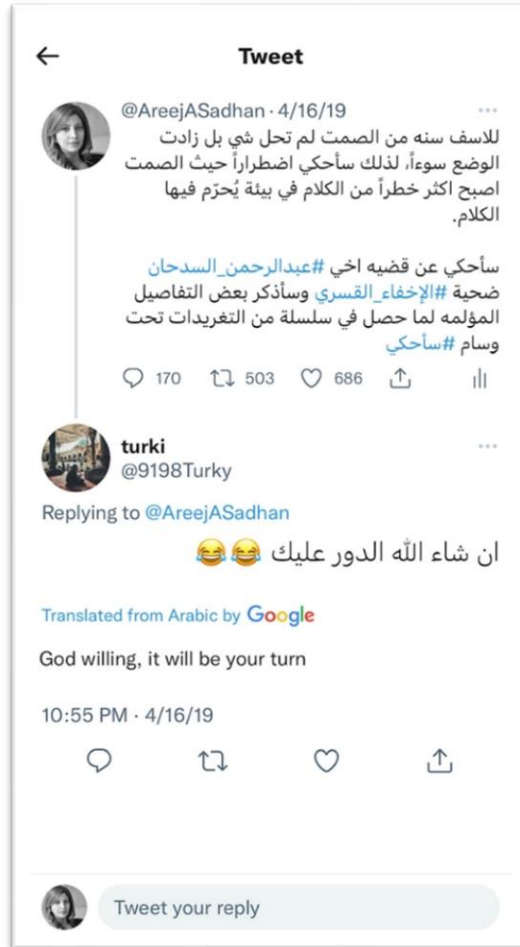 Tweet
@AreejASadhan · 4/16/19
للاسف سنه من الصمت لم تحل شي بل زادت
الوضع سوءاً، لذلك سأحكي اضطراراً حيث الصمت
اصبح اكثر خطراً من الكلام في بيئة يُحرّم فيها
الكلام.
سأحكي عن قضيه اخي #عبدالرحمن_السدحان
ضحية #الإخفاء_القسري وسأذكر بعض التفاصيل
المؤلمه لما حصل في سلسلة من التغريدات تحت
وسام #سأحكي
170 503 686
turki
@9198Turky
Replying to @AreejASadhan
ان شاء الله الدور عليك 😂😂
Translated from Arabic by Google
God willing, it will be your turn
10:55 PM · 4/16/19
Tweet your reply